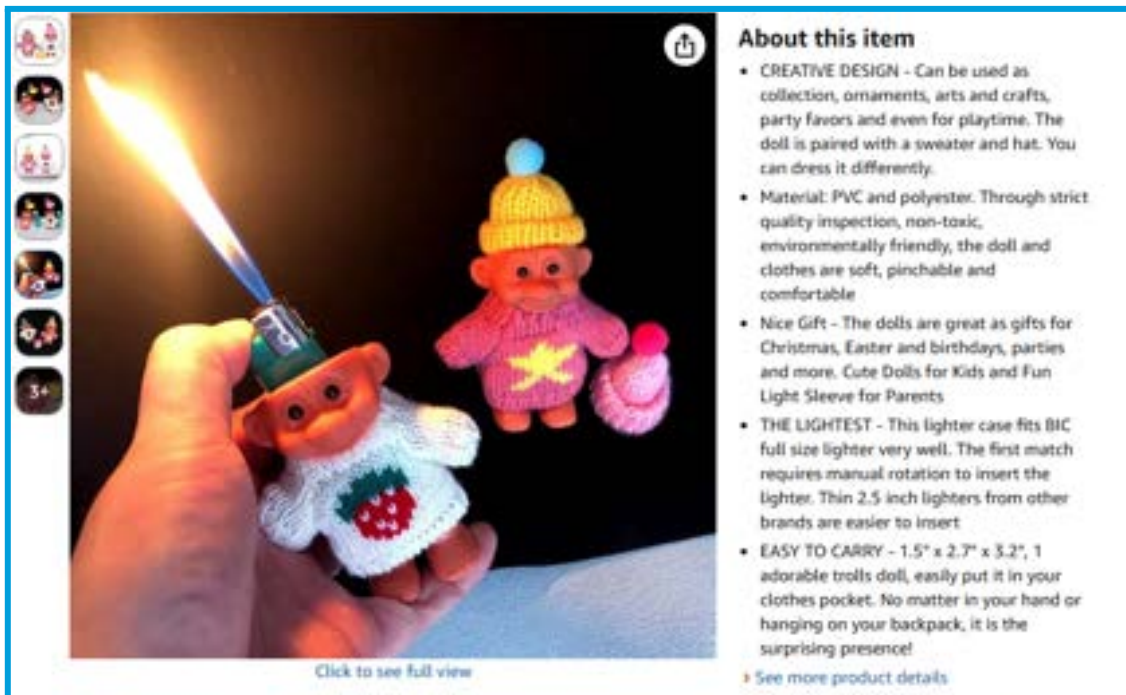 About this item
• CREATIVE DESIGN - Can be used as
collection, ornaments, arts and crafts,
party favors and even for playtime. The
doll is paired with a sweater and hat. You
can dress it differently.
• Material: PVC and polyester. Through strict
quality inspection, non-toxic,
environmentally friendly, the doll and
clothes are soft, pinchable and
comfortable
• Nice Gift - The dolls are great as gifts for
Christmas, Easter and birthdays, parties
and more. Cute Dolls for Kids and Fun
Light Sleeve for Parents
• THE LIGHTEST - This lighter case fits BIC
full size lighter very well. The first match
requires manual rotation to insert the
lighter. Thin 2.5 inch lighters from other
brands are easier to insert
• EASY TO CARRY - 1.5" x 2.7" x 3.2", 1
adorable trolls doll, easily put it in your
clothes pocket. No matter in your hand or
hanging on your backpack, it is the
surprising presence!
› See more product details
3+
Click to see full view